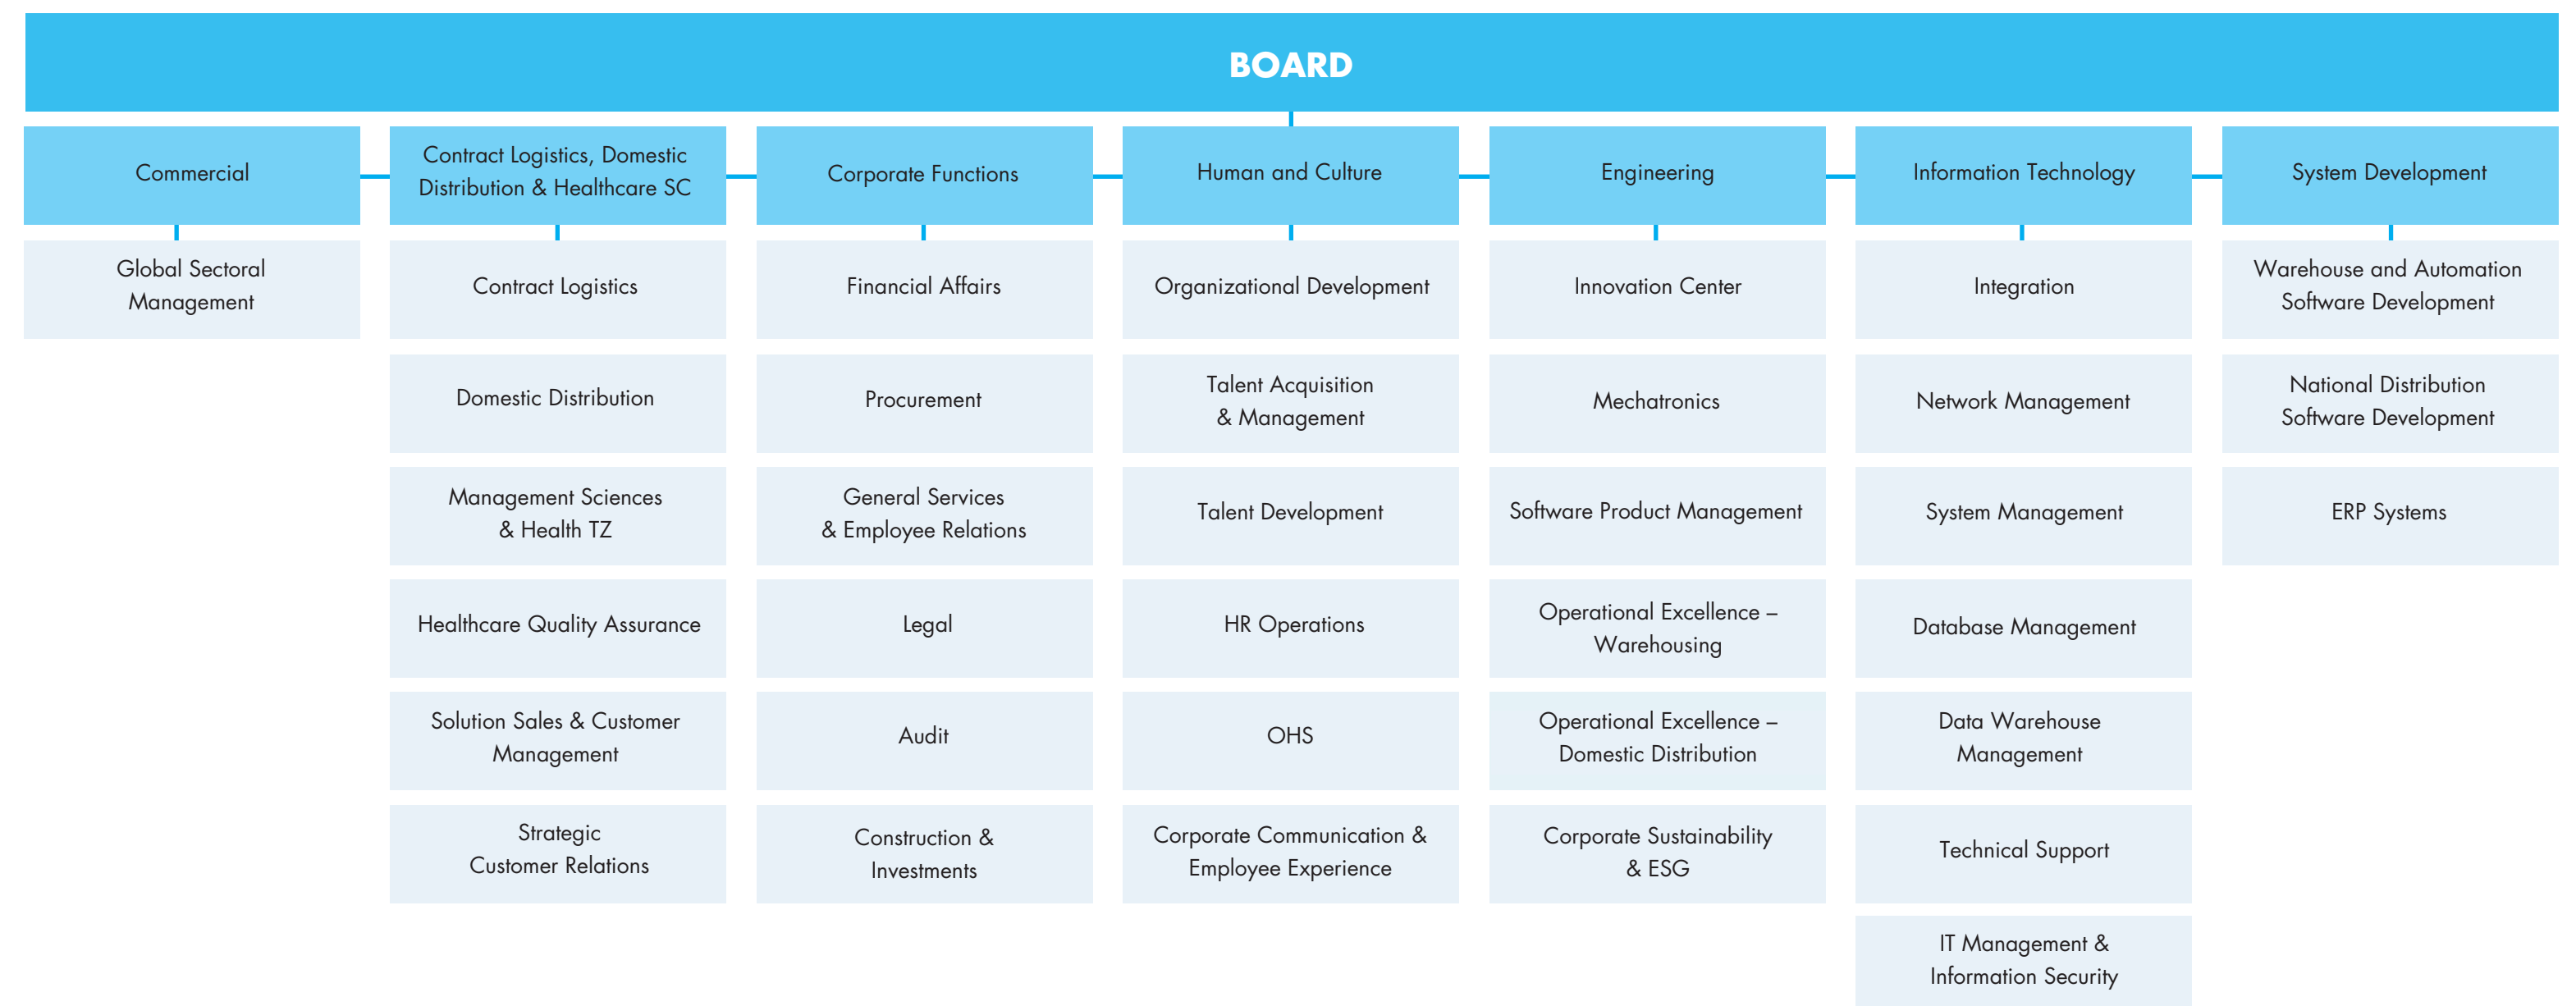 BOARD
Commercial
Contract Logistics, Domestic
Distribution & Healthcare SC
Corporate Functions
Human and Culture
Engineering
Information Technology
System Development
Global Sectoral
Management
Contract Logistics
Domestic Distribution
Management Sciences
& Health TZ
Healthcare Quality Assurance
Solution Sales & Customer
Management
Strategic
Customer Relations
Financial Affairs
Procurement
General Services
& Employee Relations
Legal
Audit
Construction &
Investments
Organizational Development
Talent Acquisition
& Management
Talent Development
HR Operations
OHS
Corporate Communication &
Employee Experience
Innovation Center
Mechatronics
Software Product Management
Operational Excellence –
Warehousing
Operational Excellence –
Domestic Distribution
Corporate Sustainability
& ESG
Integration
Network Management
System Management
Database Management
Data Warehouse
Management
Technical Support
IT Management &
Information Security
Warehouse and Automation
Software Development
National Distribution
Software Development
ERP Systems